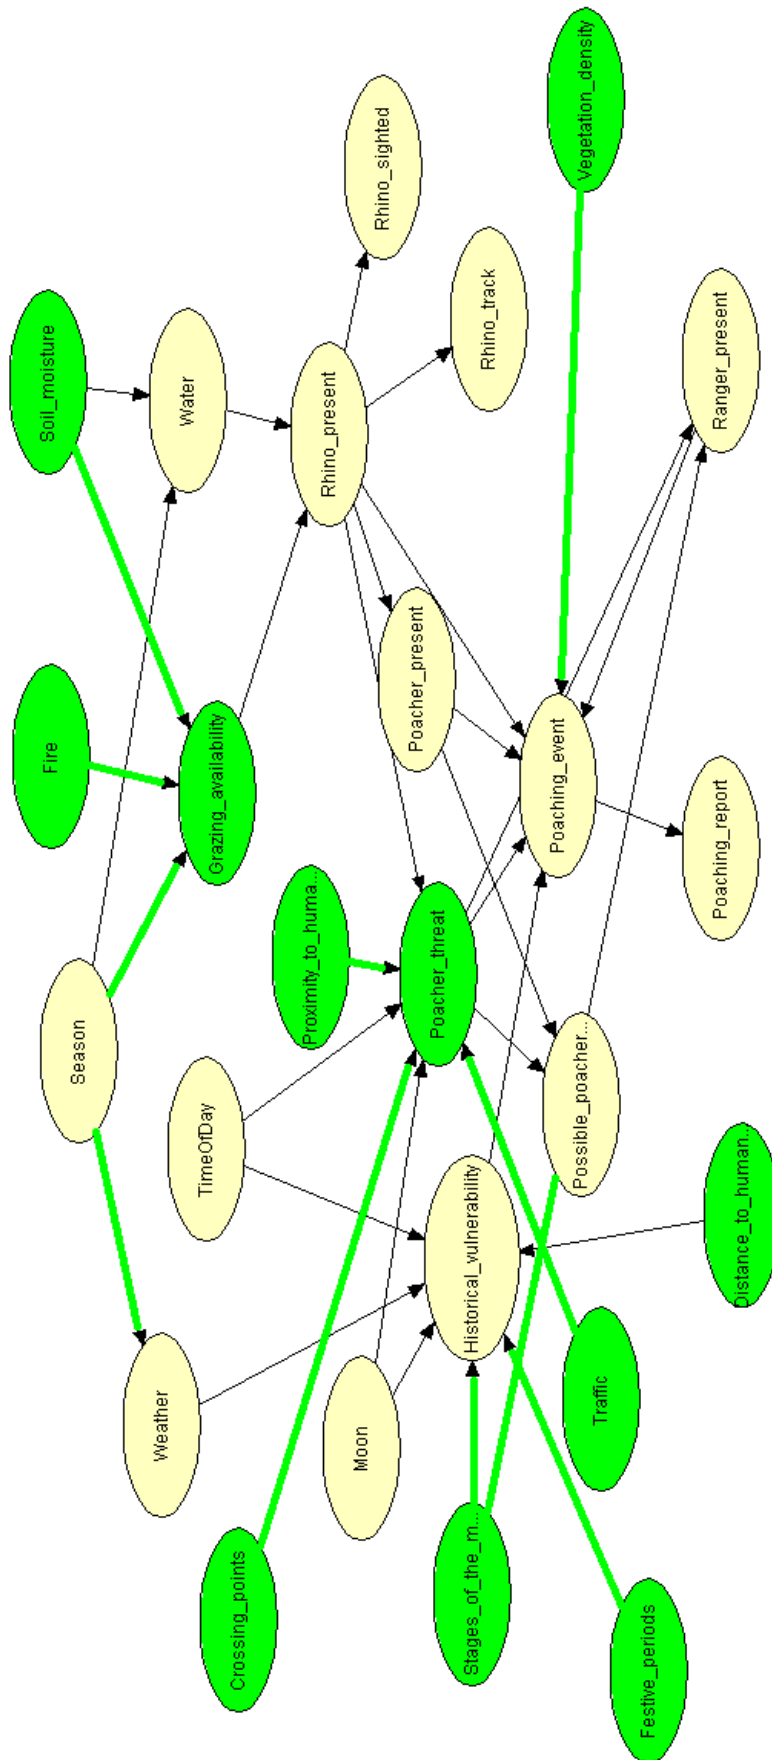 Soil_moisture
Fire
Season
Vegetation_density
Rhino_sighted
Water
Rhino_track
Rhino_present
Grazing_availability
TimeOfDay
Weather
Proximity_to_huma...
Poacher_present
Moon
Crossing_points
Poacher_threat
Ranger_present
Poaching_event
Historical_vulnerability
Poaching_report
Possible_poacher...
Stages_of_the_m...
Traffic
Distance_to_human...
Festive_periods